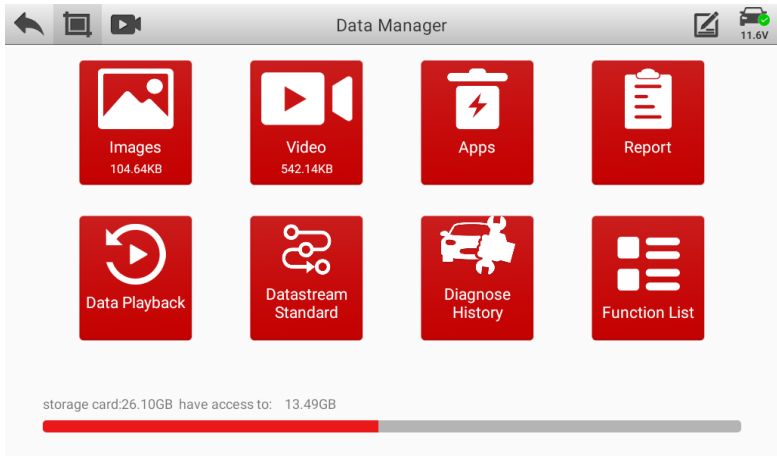 Data Manager
11.6V
Images
104.64KB
Video
542.14KB
Apps
Report
Data Playback
Datastream
Standard
Diagnose
History
Function List
storage card:26.10GB have access to: 13.49GB